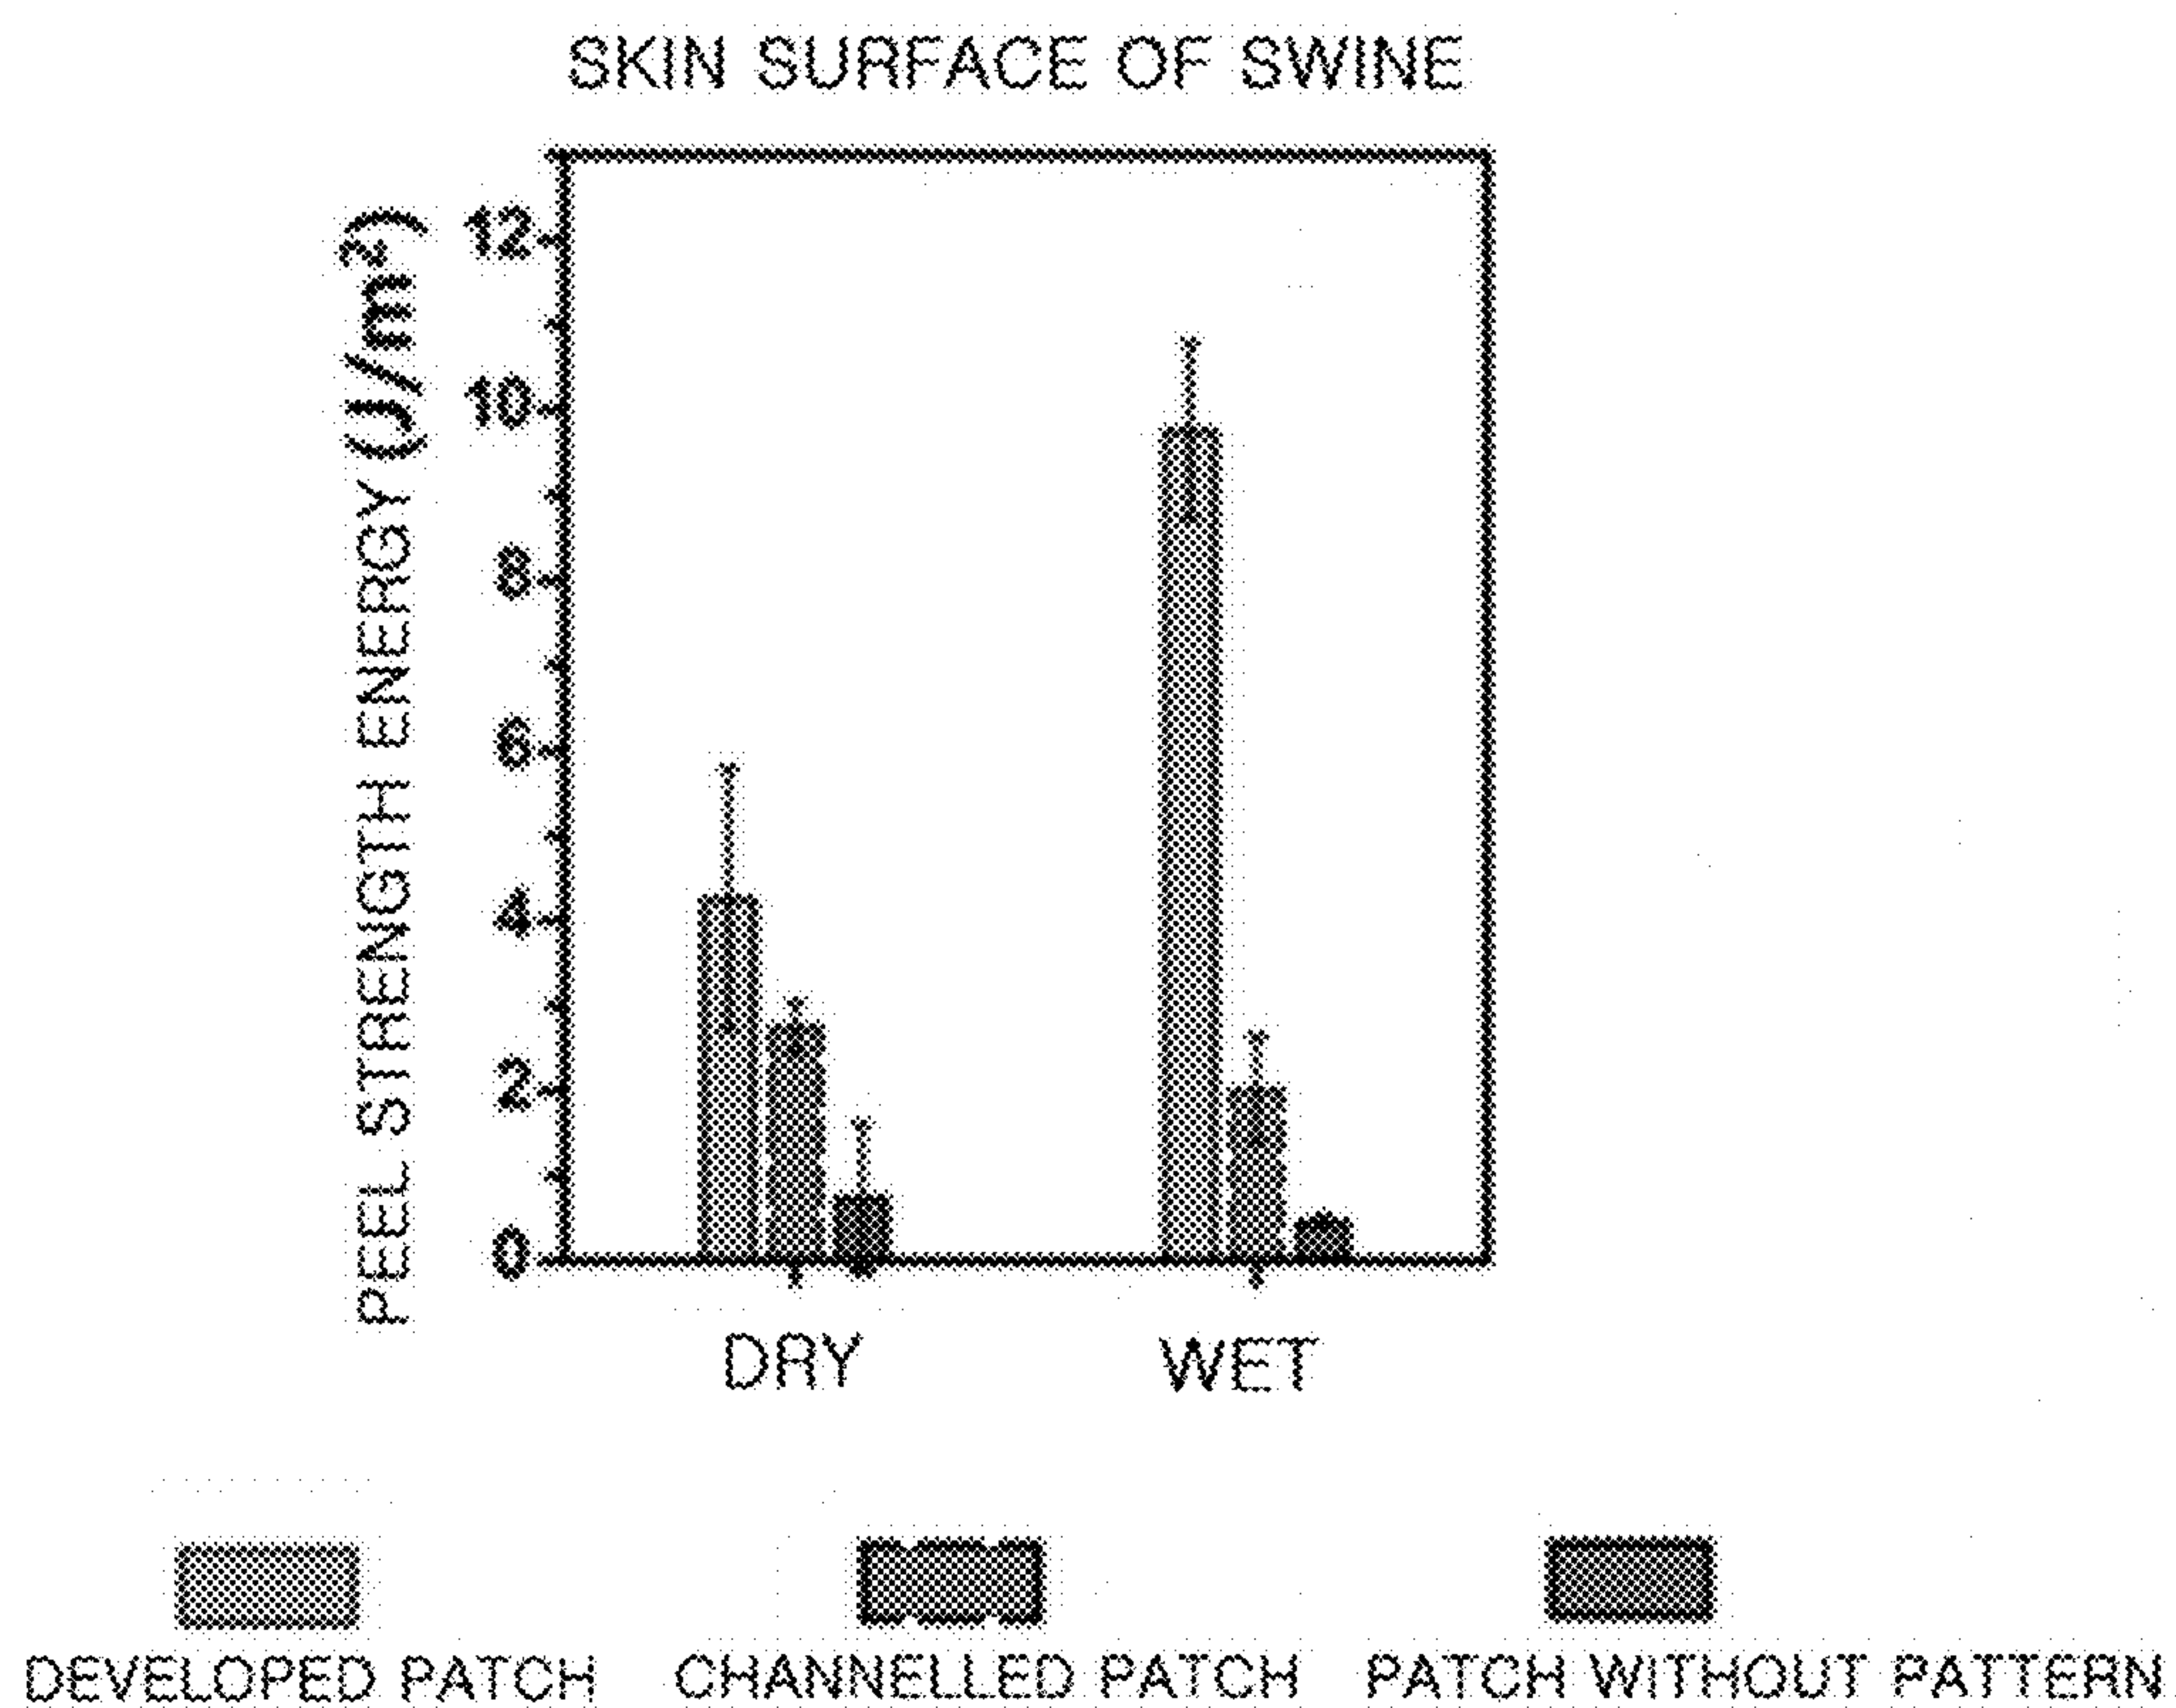 SKIN SURFACE OF SWINE
PEEL STRENGTH ENERGY (J/m²)
12
10
8
6
4
2
0
DRY WET
DEVELOPED PATCH CHANNELLED PATCH PATCH WITHOUT PATTERN